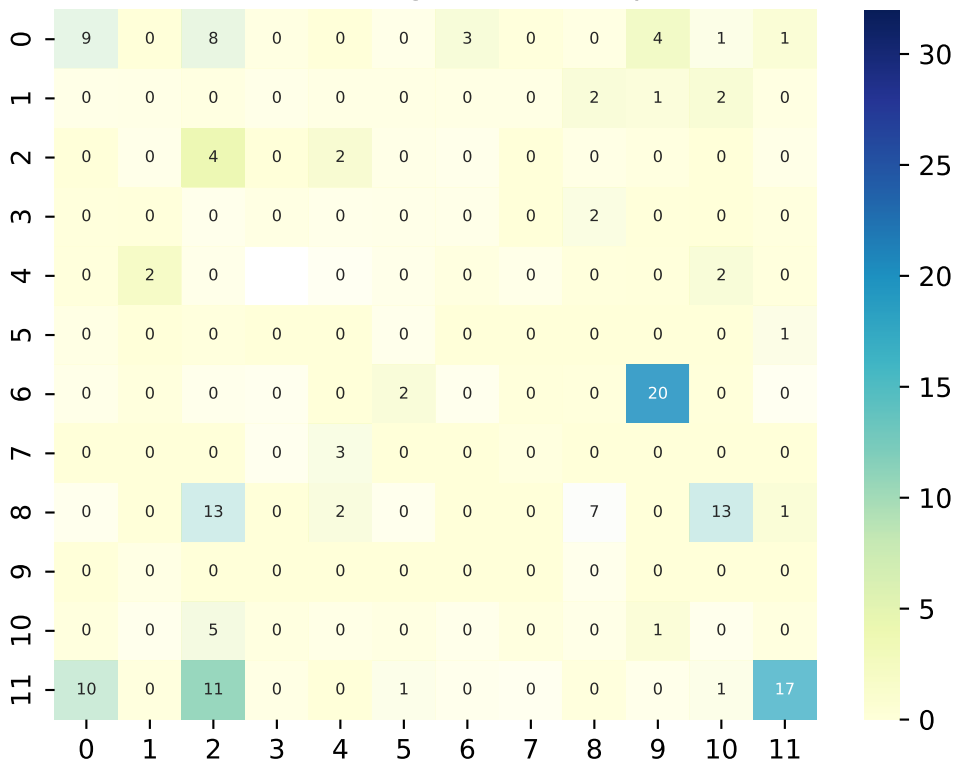 0 9 0 8 0 0 0 3 0 0 4 1 1
1 0 0 0 0 0 0 0 0 2 1 2 0
2 0 0 4 0 2 0 0 0 0 0 0 0
3 0 0 0 0 0 0 0 0 2 0 0 0
4 0 2 0 0 0 0 0 0 0 2 0
5 0 0 0 0 0 0 0 0 0 0 0 1
6 0 0 0 0 0 2 0 0 0 20 0 0
7 0 0 0 0 3 0 0 0 0 0 0 0
8 0 0 13 0 2 0 0 0 7 0 13 1
9 0 0 0 0 0 0 0 0 0 0 0 0
10 0 0 5 0 0 0 0 0 0 1 0 0
11 10 0 11 0 0 1 0 0 0 0 1 17
0 1 2 3 4 5 6 7 8 9 10 11
30
25
20
15
10
5
0